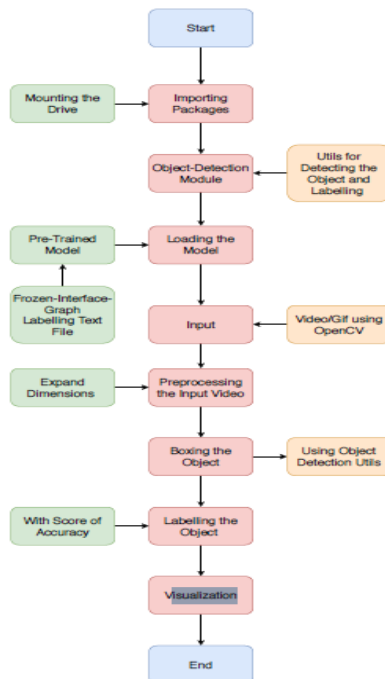 Start
Mounting the
Drive
Importing
Packages
Object-Detection
Module
Utils for
Detecting the
Object and
Labelling
Pre-Trained
Model
Loading the
Model
Frozen-Interface-
Graph
Labelling Text
File
Input
Video/Gif using
OpenCV
Expand
Dimensions
Preprocessing
the Input Video
Boxing the
Object
Using Object
Detection Utils
With Score of
Accuracy
Labelling the
Object
Visualization
End